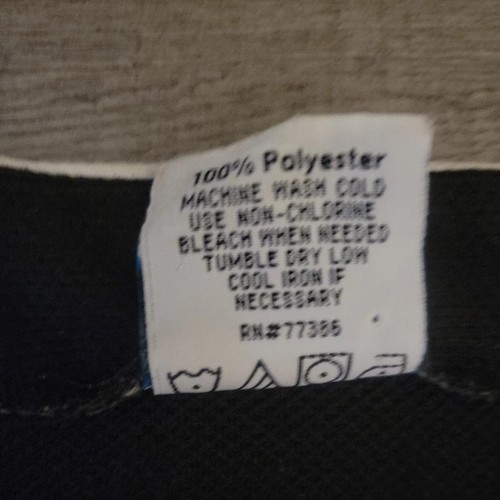 100% Polyester
MACHINE WASH COLD
USE NON-CHLORINE
BLEACH WHEN NEEDED
TUMBLE DRY LOW
COOL IRON IF
NECESSARY
RN#77385